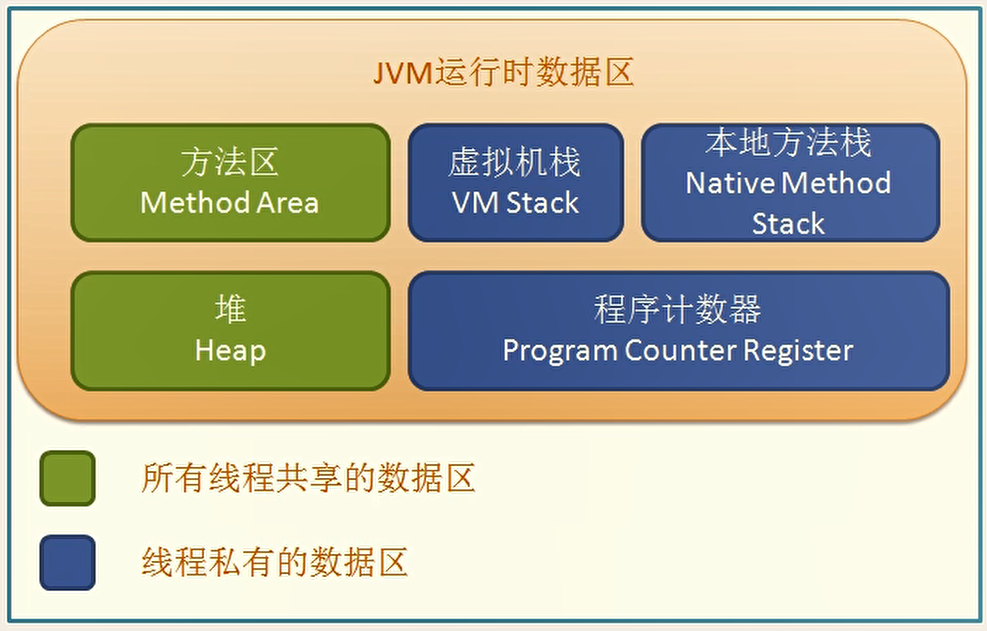 JVM运行时数据区
方法区
Method Area
虚拟机栈
VM Stack
本地方法栈
Native Method
Stack
堆
Heap
程序计数器
Program Counter Register
所有线程共享的数据区
线程私有的数据区